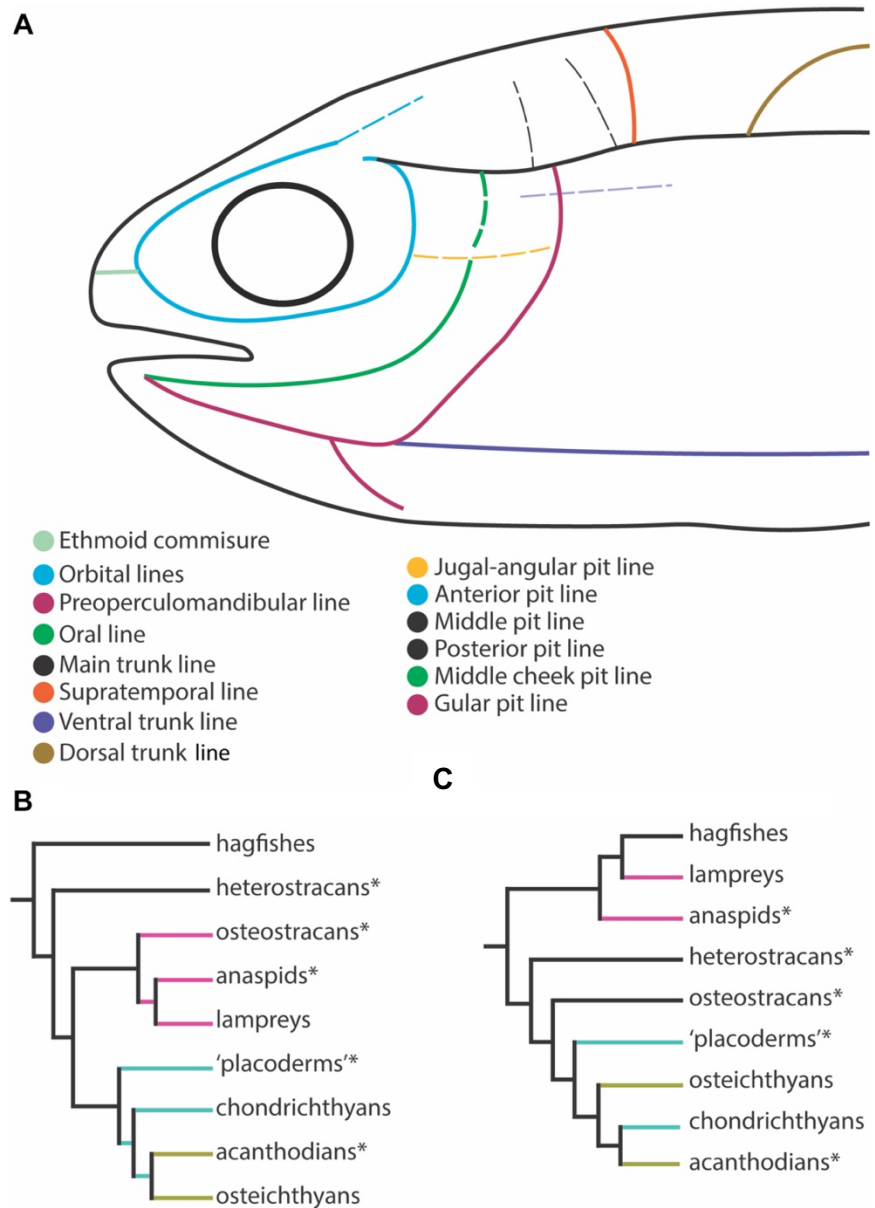 A
Ethmoid commisure
Orbital lines
Preoperculomandibular line
Oral line
Main trunk line
Supratemporal line
Ventral trunk line
Dorsal trunk line
Jugal-angular pit line
Anterior pit line
Middle pit line
Posterior pit line
Middle cheek pit line
Gular pit line
B
hagfishes
heterostracans*
osteostracans*
anaspids*
lampreys
'placoderms'*
chondrichthyans
acanthodians*
osteichthyans
C
hagfishes
lampreys
anaspids*
heterostracans*
osteostracans*
'placoderms'*
osteichthyans
chondrichthyans
acanthodians*